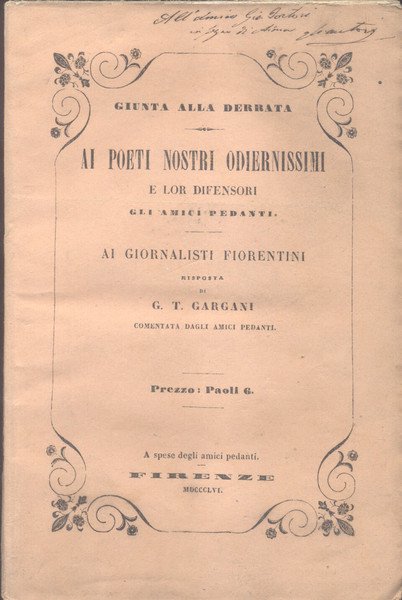 GIUNTA ALLA DERRATA
AI POETI NOSTRI ODIERNISSIMI
E LOR DIFENSORI
GLI AMICI PEDANTI.
AI GIORNALISTI FIORENTINI
RISPOSTA
DI
G. T. GARGANI
COMENTATA DAGLI AMICI PEDANTI.
Prezzo: Paoli 6.
A spese degli amici pedanti.
FIRENZE
MDCCCLVI.